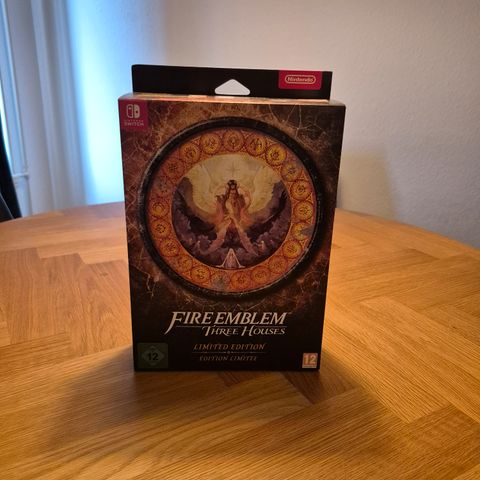 Nintendo
NINTENDO
SWITCH
FIRE EMBLEM
THREE HOUSES
LIMITED EDITION
EDITION LIMITÉE
12
12